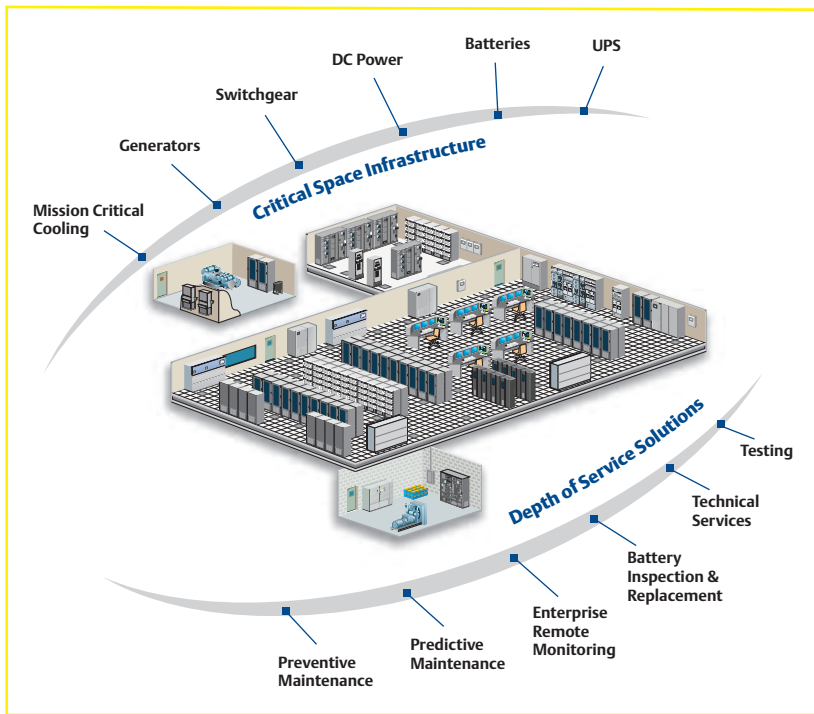 Batteries
UPS
DC Power
Switchgear
Generators
Mission Critical
Cooling
Critical Space Infrastructure
Depth of Service Solutions
Testing
Technical
Services
Battery
Inspection &
Replacement
Enterprise
Remote
Monitoring
Predictive
Maintenance
Preventive
Maintenance